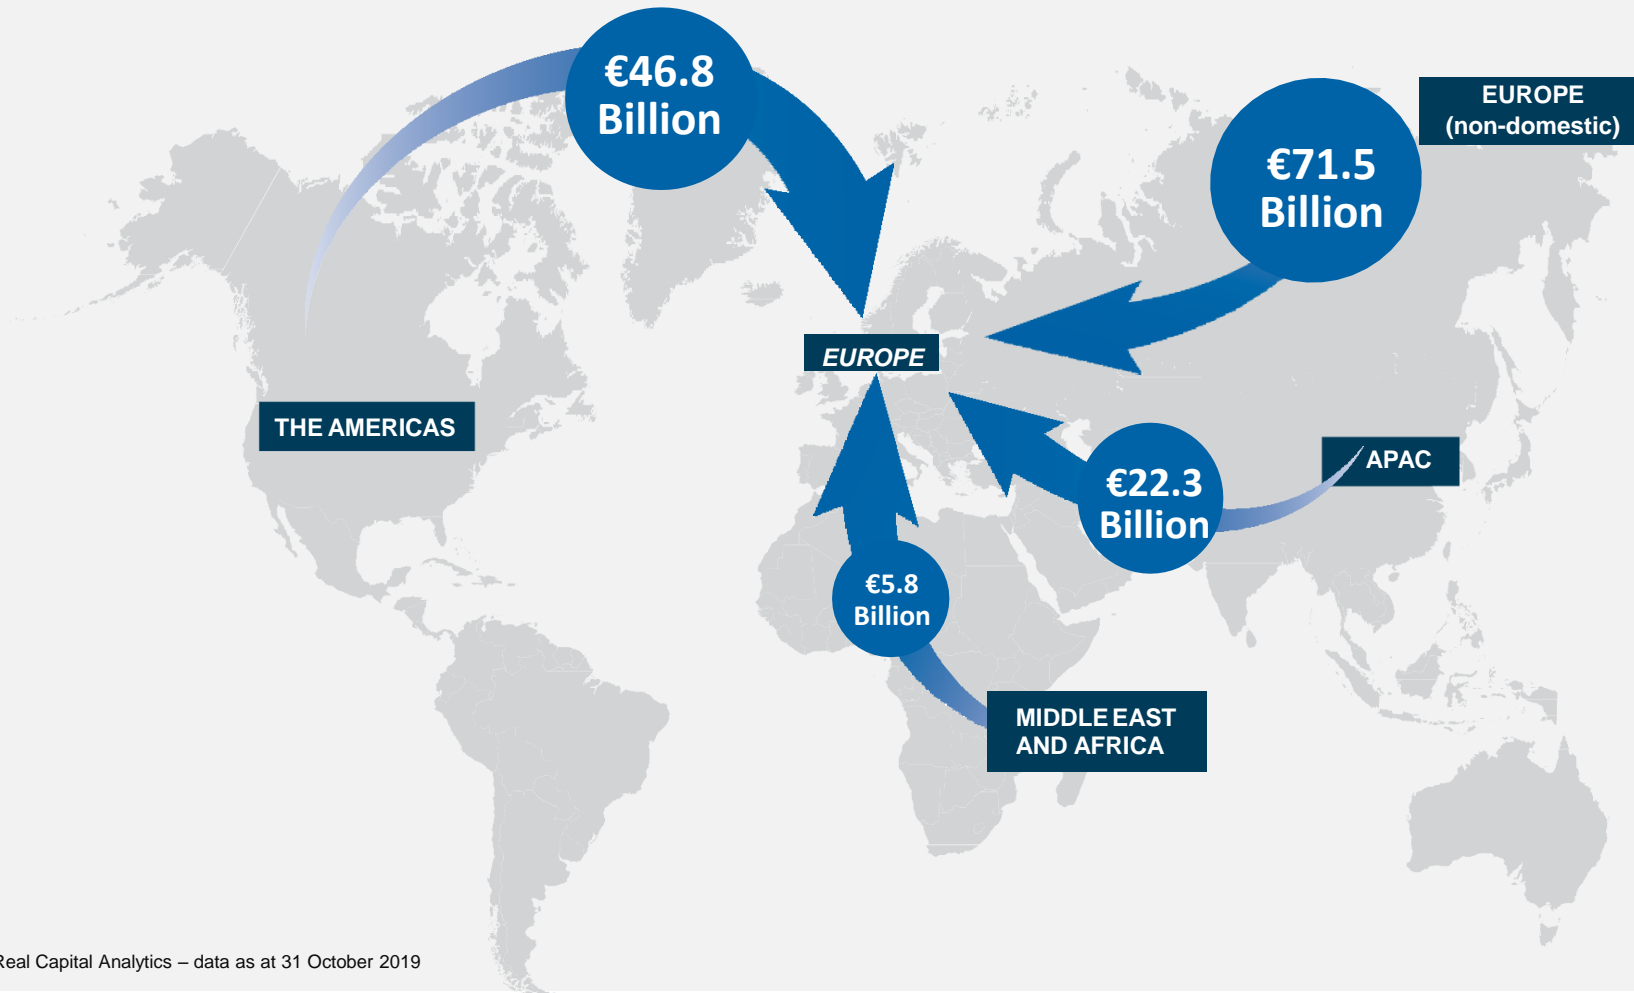 €46.8
Billion
EUROPE
(non-domestic)
€71.5
Billion
EUROPE
THE AMERICAS
APAC
€22.3
Billion
€5.8
Billion
MIDDLE EAST
AND AFRICA
Real Capital Analytics – data as at 31 October 2019